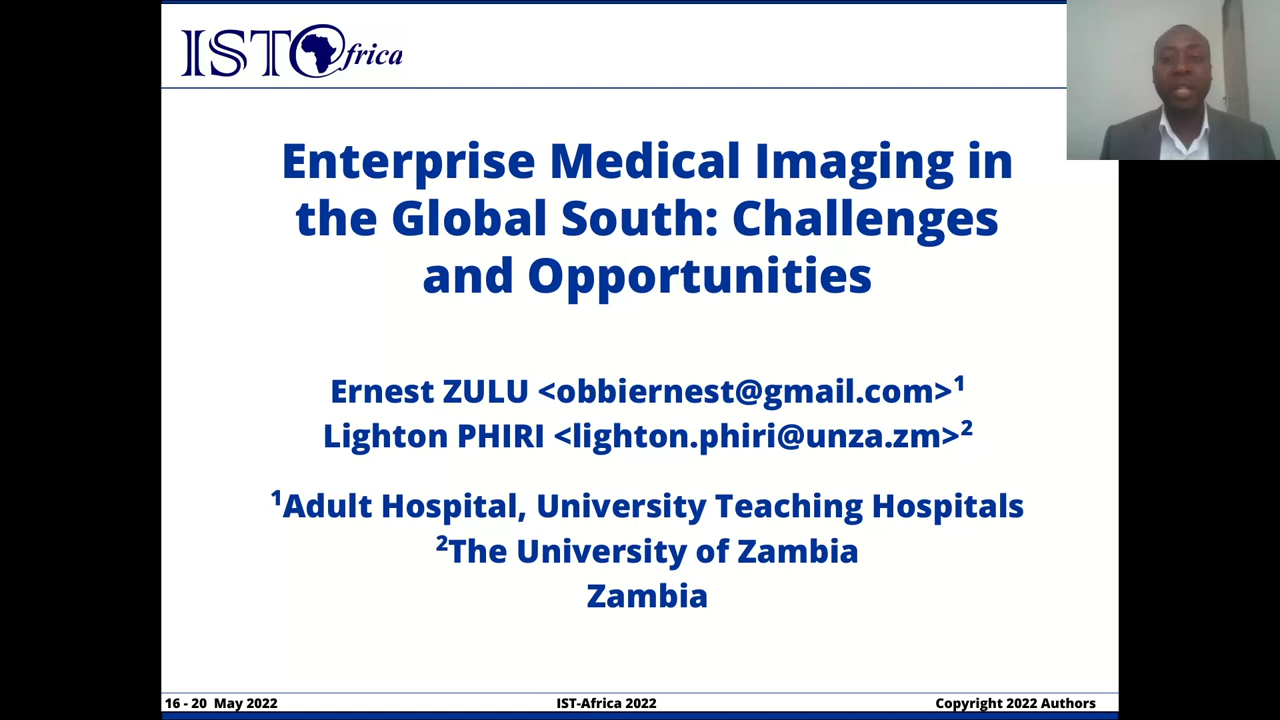 IST Africa
Enterprise Medical Imaging in
the Global South: Challenges
and Opportunities
Ernest ZULU <obbiernest@gmail.com>1
Lighton PHIRI <lighton.phiri@unza.zm>2
1Adult Hospital, University Teaching Hospitals
2The University of Zambia
Zambia
16 - 20 May 2022
IST-Africa 2022
Copyright 2022 Authors